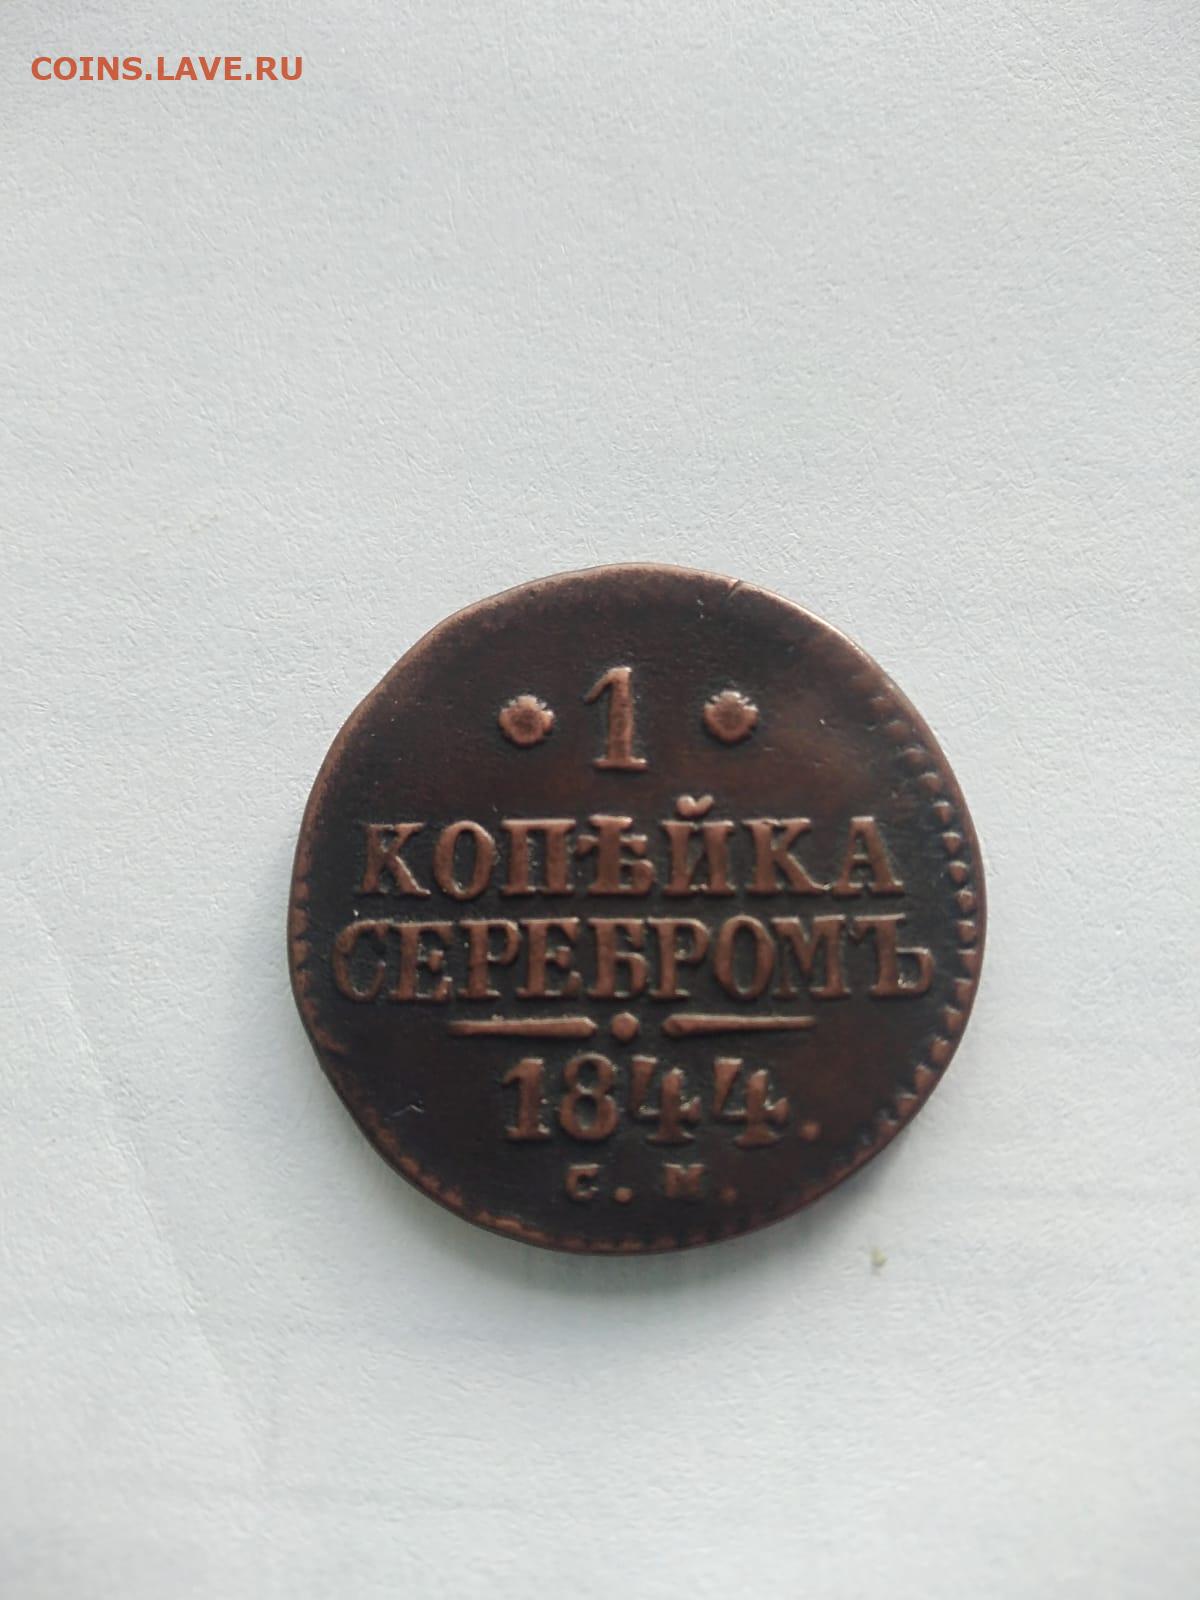 COINS.LAVE.RU
1
КОПѢЙКА
СЕРЕБРОМЪ
1844.
С. М.